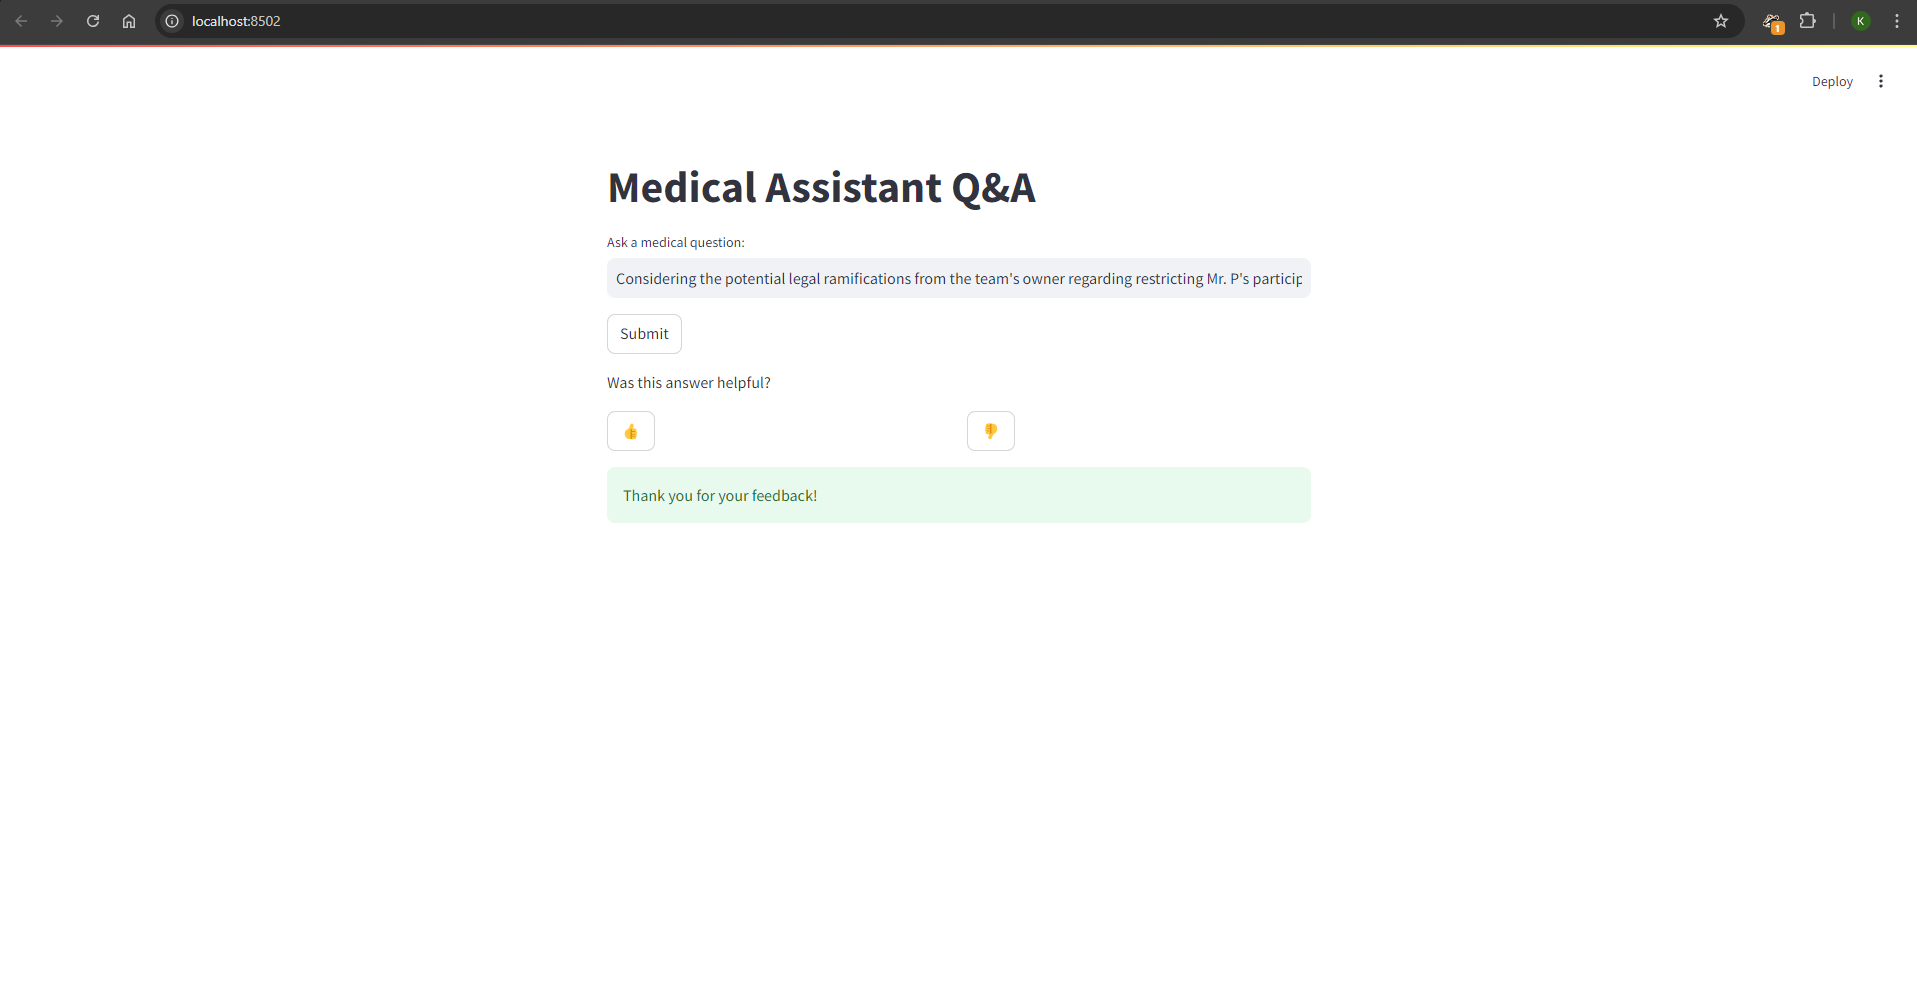 localhost:8502
1
K
Deploy
Medical Assistant Q&A
Ask a medical question:
Considering the potential legal ramifications from the team's owner regarding restricting Mr. P's particip
Submit
Was this answer helpful?
Thank you for your feedback!